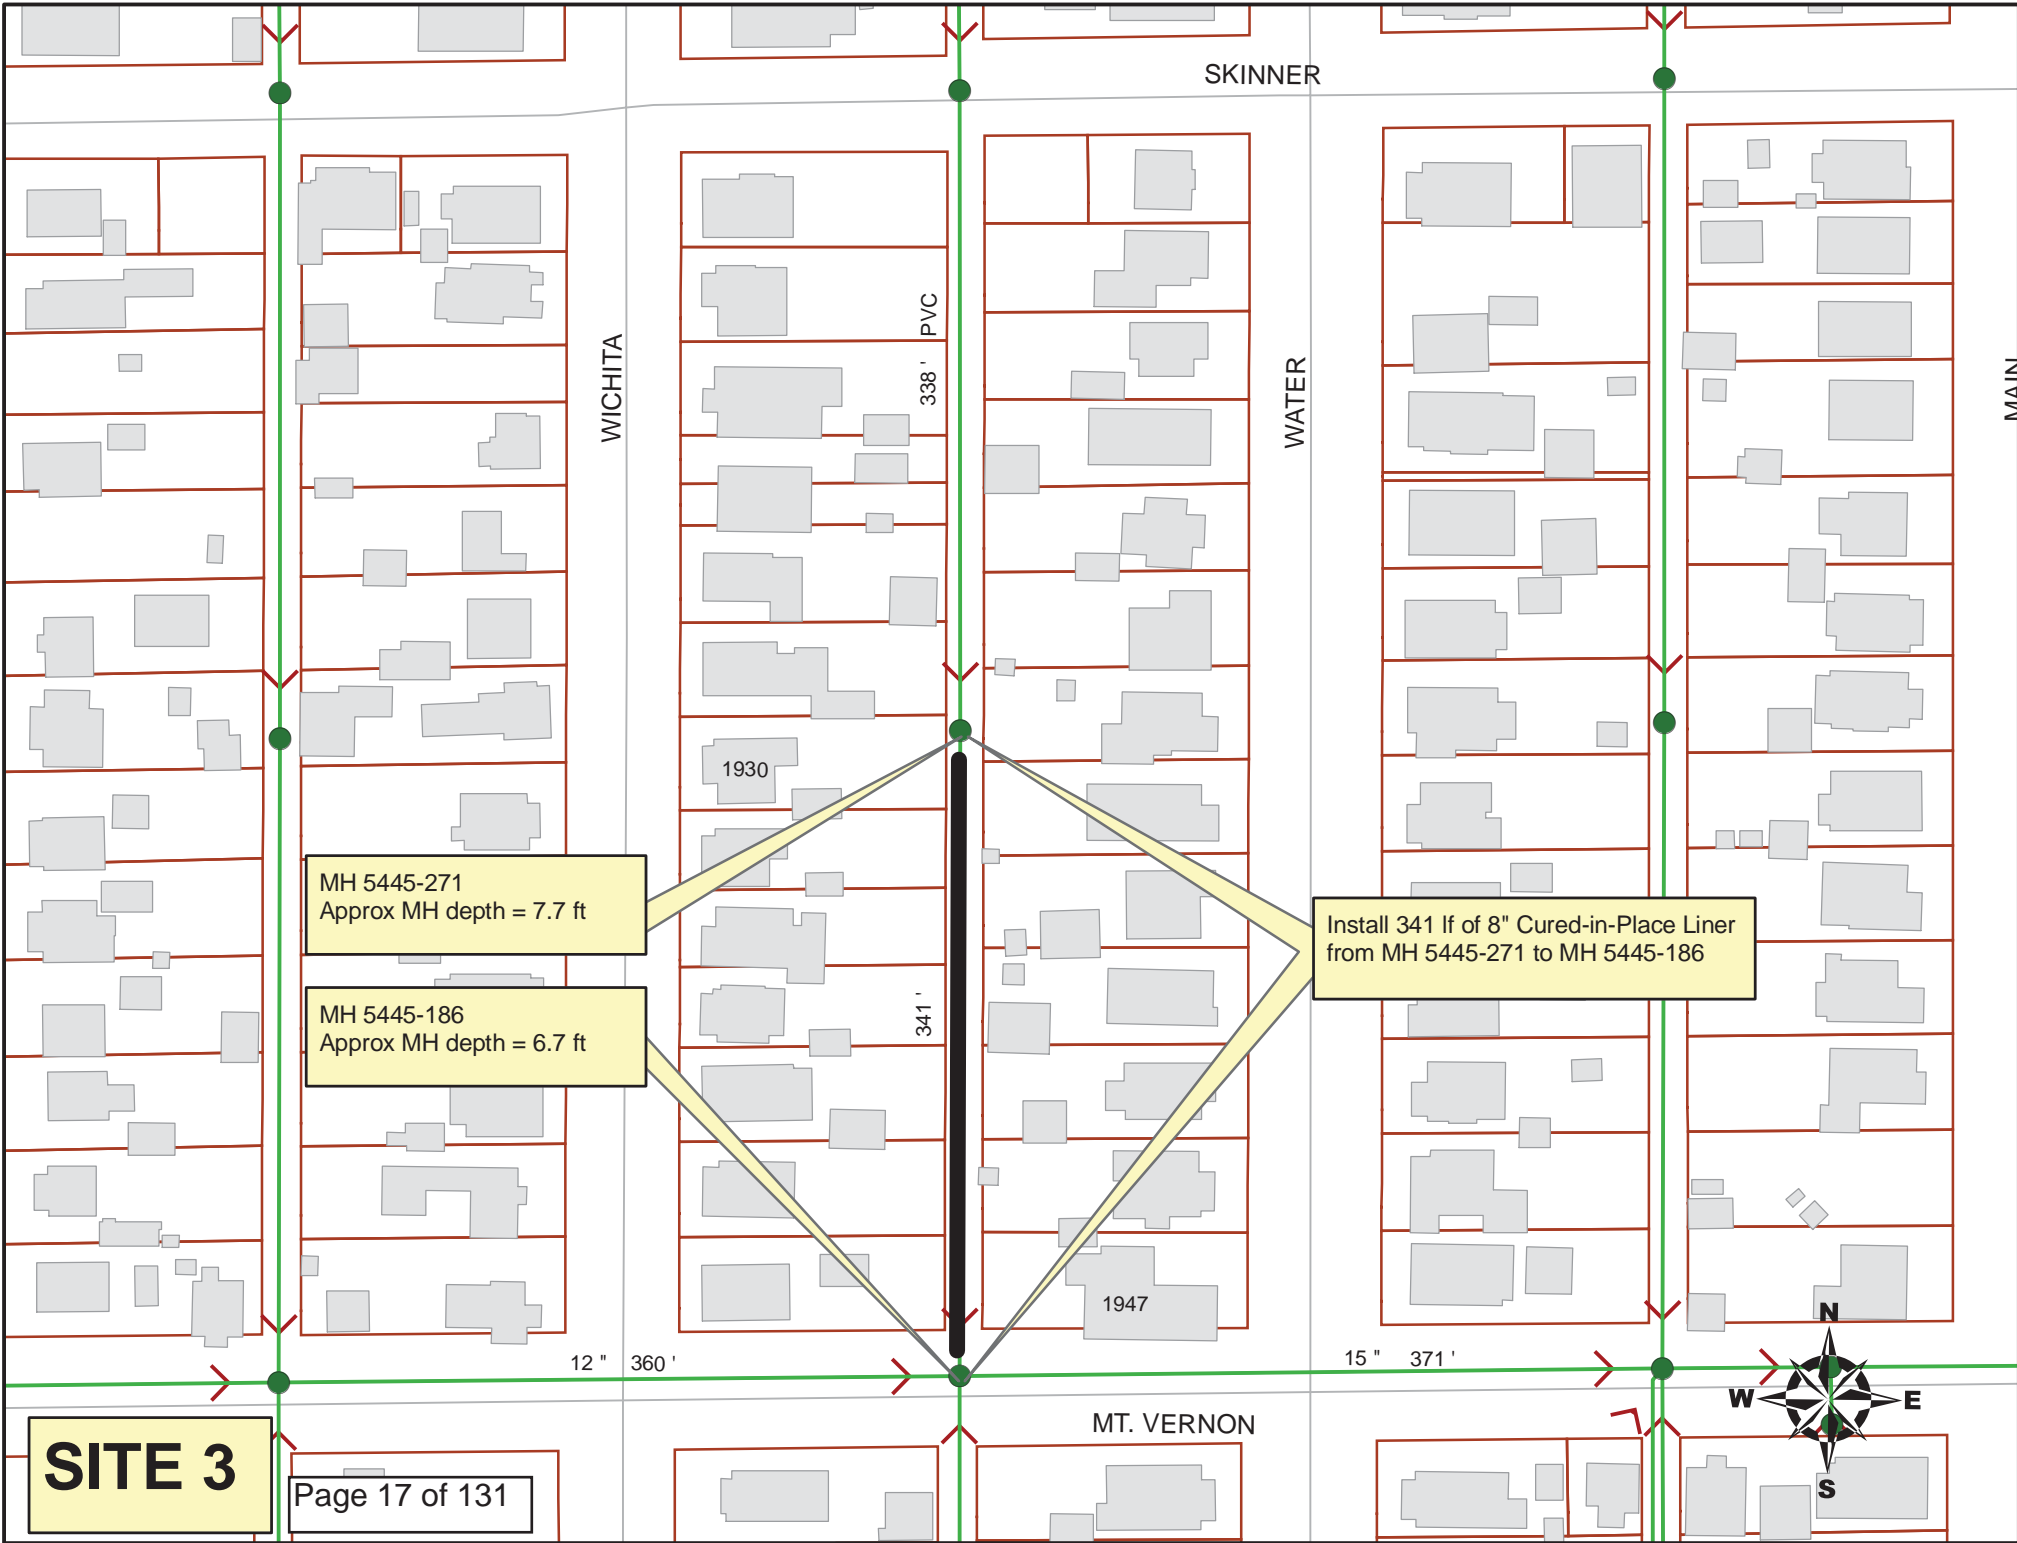 SKINNER
WICHITA
338 ' PVC
WATER
MAIN
1930
MH 5445-271
Approx MH depth = 7.7 ft
Install 341 lf of 8" Cured-in-Place Liner
from MH 5445-271 to MH 5445-186
MH 5445-186
Approx MH depth = 6.7 ft
341 '
1947
12 " 360 '
15 " 371 '
MT. VERNON
N
W E
S
SITE 3
Page 17 of 131